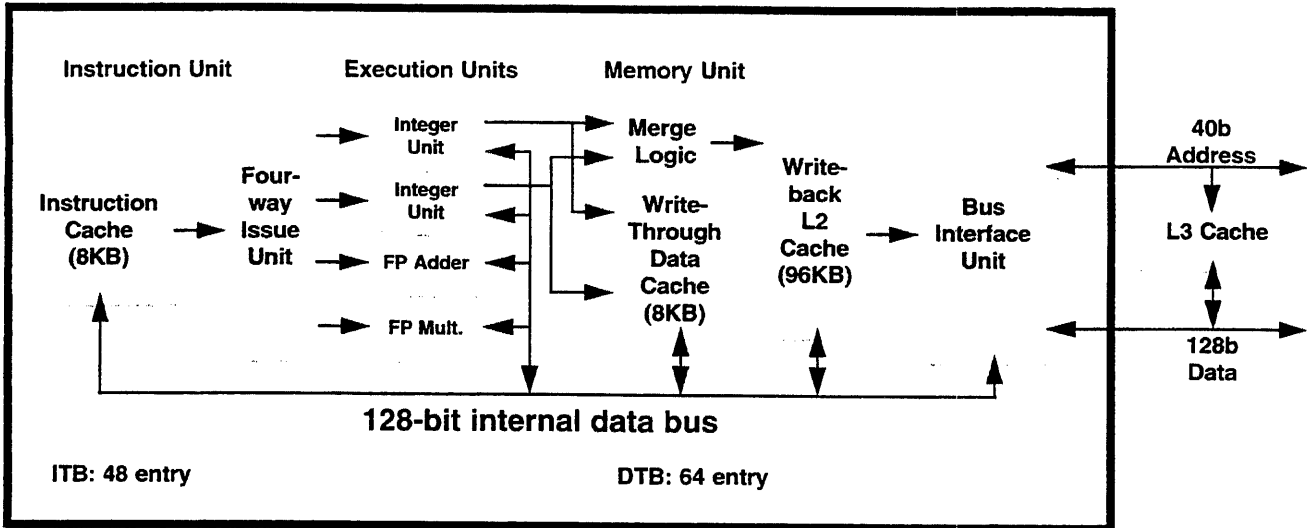 Instruction Unit
Execution Units
Memory Unit
Instruction
Cache
(8KB)
Four-
way
Issue
Unit
Integer
Unit
Integer
Unit
FP Adder
FP Mult.
Merge
Logic
Write-
Through
Data
Cache
(8KB)
Write-
back
L2
Cache
(96KB)
Bus
Interface
Unit
40b
Address
L3 Cache
128b
Data
128-bit internal data bus
ITB: 48 entry
DTB: 64 entry